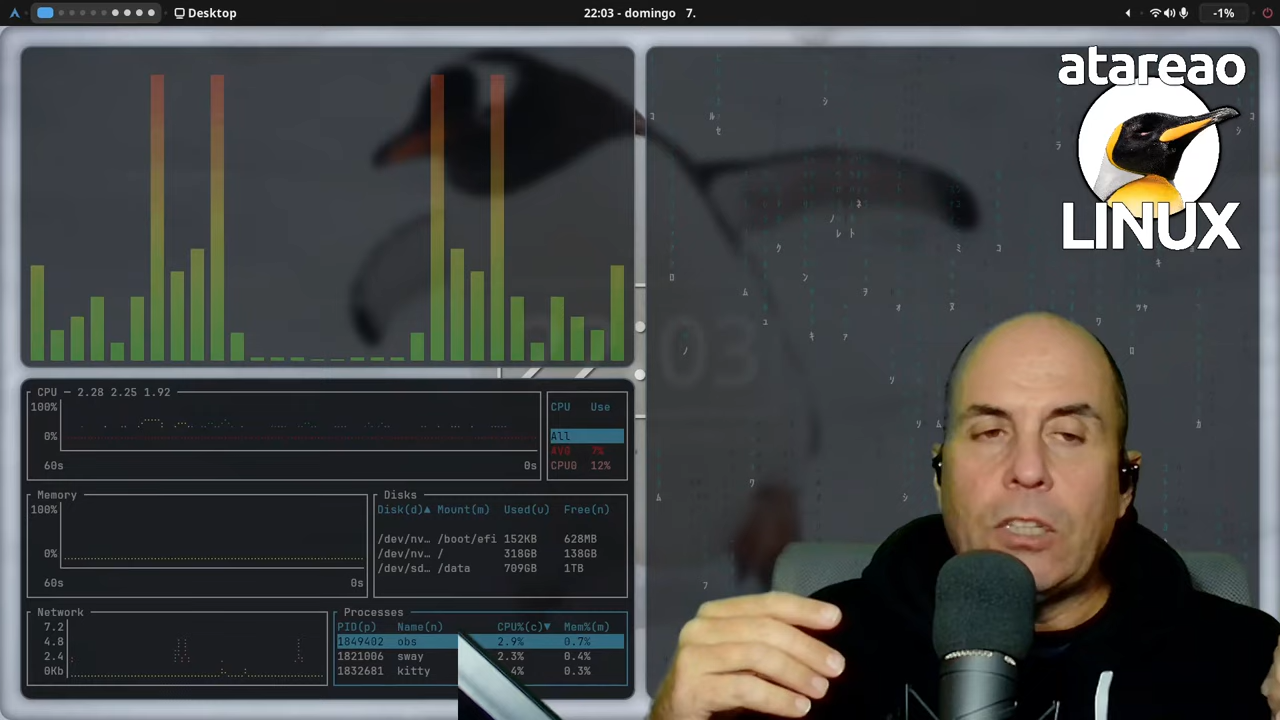 Desktop
22:03 - domingo 7.
-1%
atareao
LINUX
03
CPU — 2.28 2.25 1.92
100%
0%
60s 0s
CPU Use
All
AVG 7%
CPU0 12%
Memory
100%
0%
60s 0s
Disks
Disk(d)▲ Mount(m) Used(u) Free(n)
/dev/nv… /boot/efi 152KB 628MB
/dev/nv… / 318GB 138GB
/dev/sd… /data 709GB 1TB
Network
7.2
4.8
2.4
0Kb
Processes
PID(p) Name(n) CPU%(c)▼ Mem%(m)
1849402 obs 2.9% 0.7%
1821006 sway 2.3% 0.4%
1832681 kitty 4% 0.3%